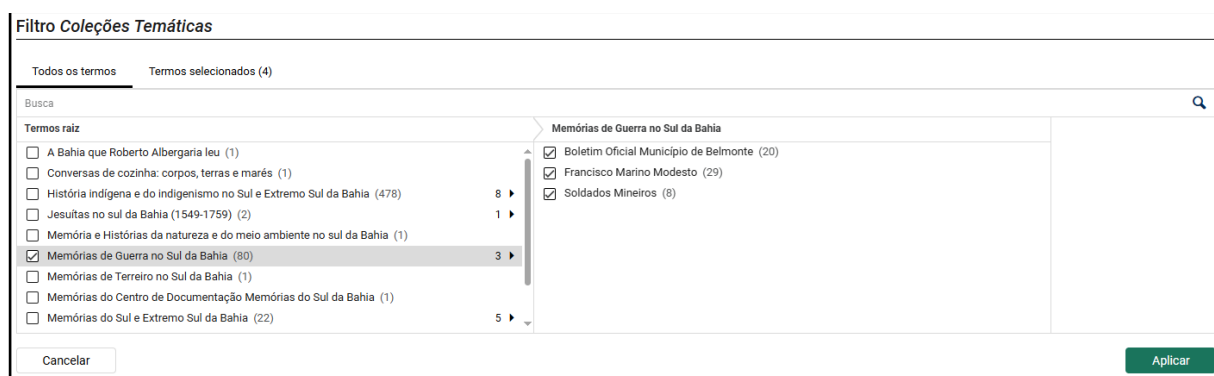 Filtro Coleções Temáticas
Todos os termos
Termos selecionados (4)
Busca
Termos raiz
A Bahia que Roberto Albergaria leu (1)
Conversas de cozinha: corpos, terras e marés (1)
História indígena e do indigenismo no Sul e Extremo Sul da Bahia (478) 8
Jesuítas no sul da Bahia (1549-1759) (2) 1
Memória e Histórias da natureza e do meio ambiente no sul da Bahia (1)
Memórias de Guerra no Sul da Bahia (80) 3
Memórias de Terreiro no Sul da Bahia (1)
Memórias do Centro de Documentação Memórias do Sul da Bahia (1)
Memórias do Sul e Extremo Sul da Bahia (22) 5
Memórias de Guerra no Sul da Bahia
Boletim Oficial Município de Belmonte (20)
Francisco Marino Modesto (29)
Soldados Mineiros (8)
Cancelar
Aplicar